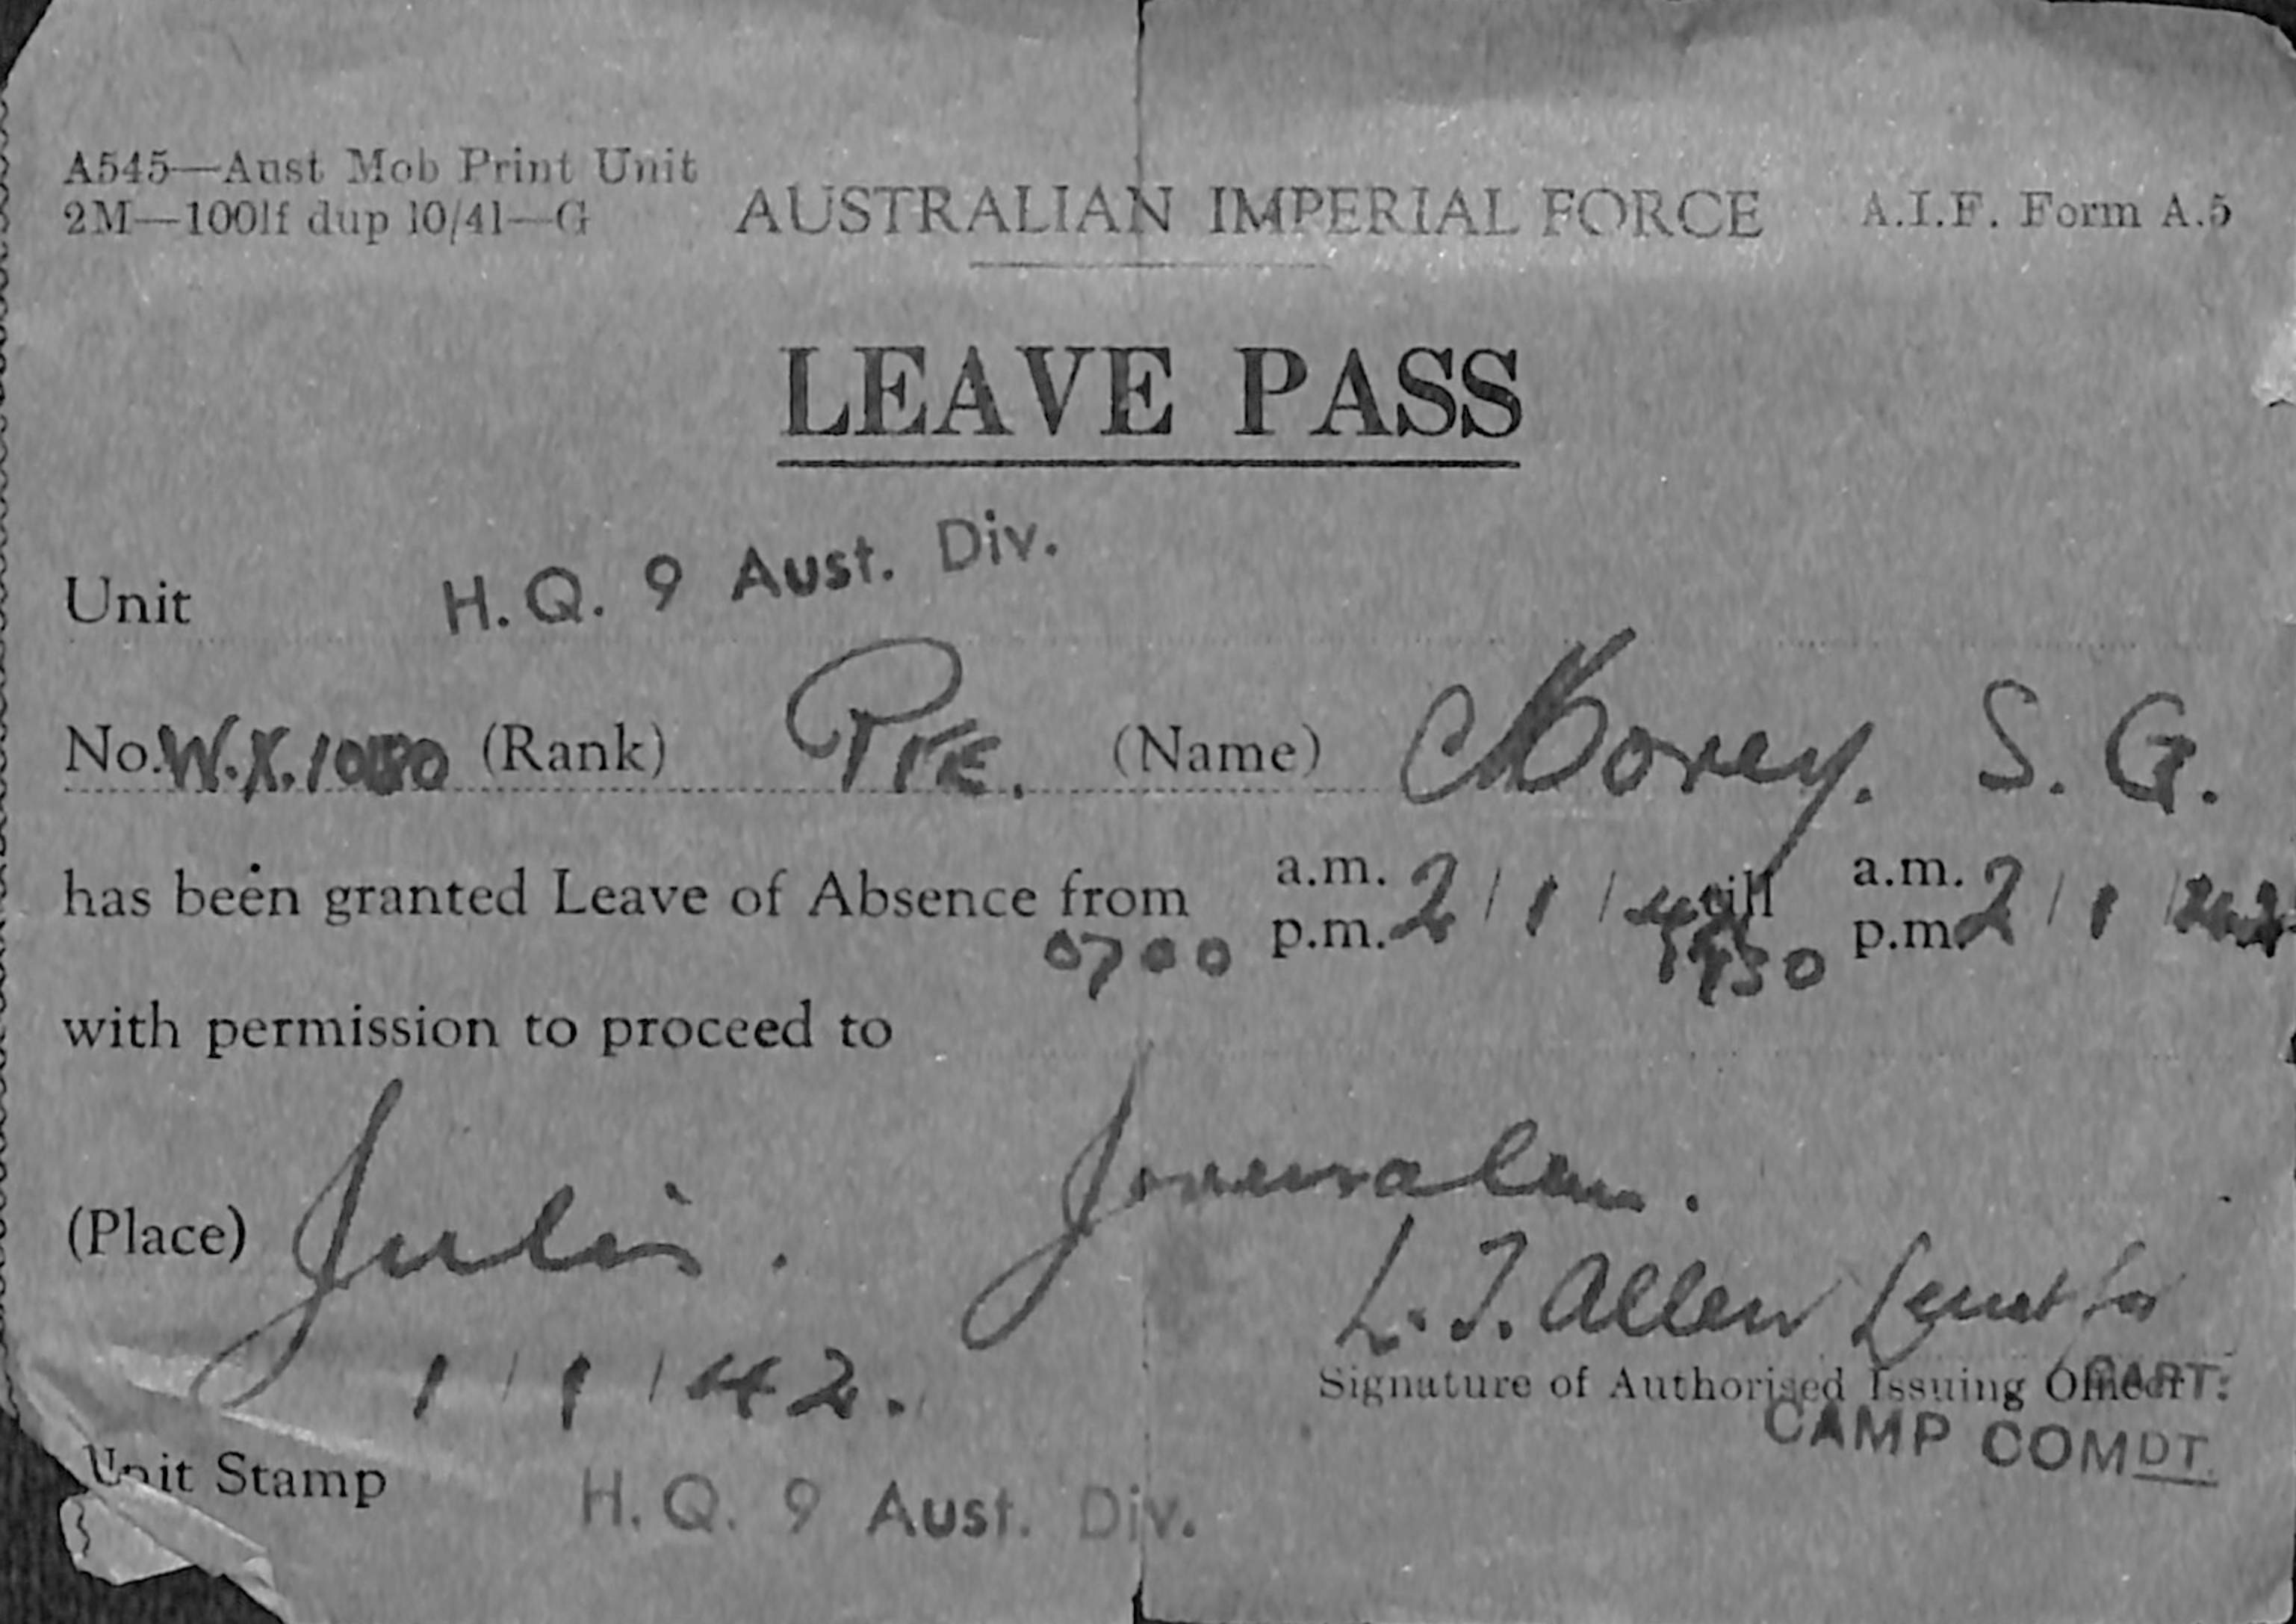 A545—Aust Mob Print Unit
2M—100lf dup 10/41—G
AUSTRALIAN IMPERIAL FORCE
A.I.F. Form A.5
LEAVE PASS
Unit H. Q. 9 Aust. Div.
No. W.X. (Rank) PTE. (Name) Morey. S. G.
has been granted Leave of Absence from 0700 a.m. p.m. 2/1/42 till a.m. p.m. 2/1/42
with permission to proceed to
Jerusalem.
(Place) Julis.
L. J. Allen Lieut for
1/1/42.
Signature of Authorised Issuing Officer
CAPT.
CAMP COMDT.
Unit Stamp H. Q. 9 Aust. Div.